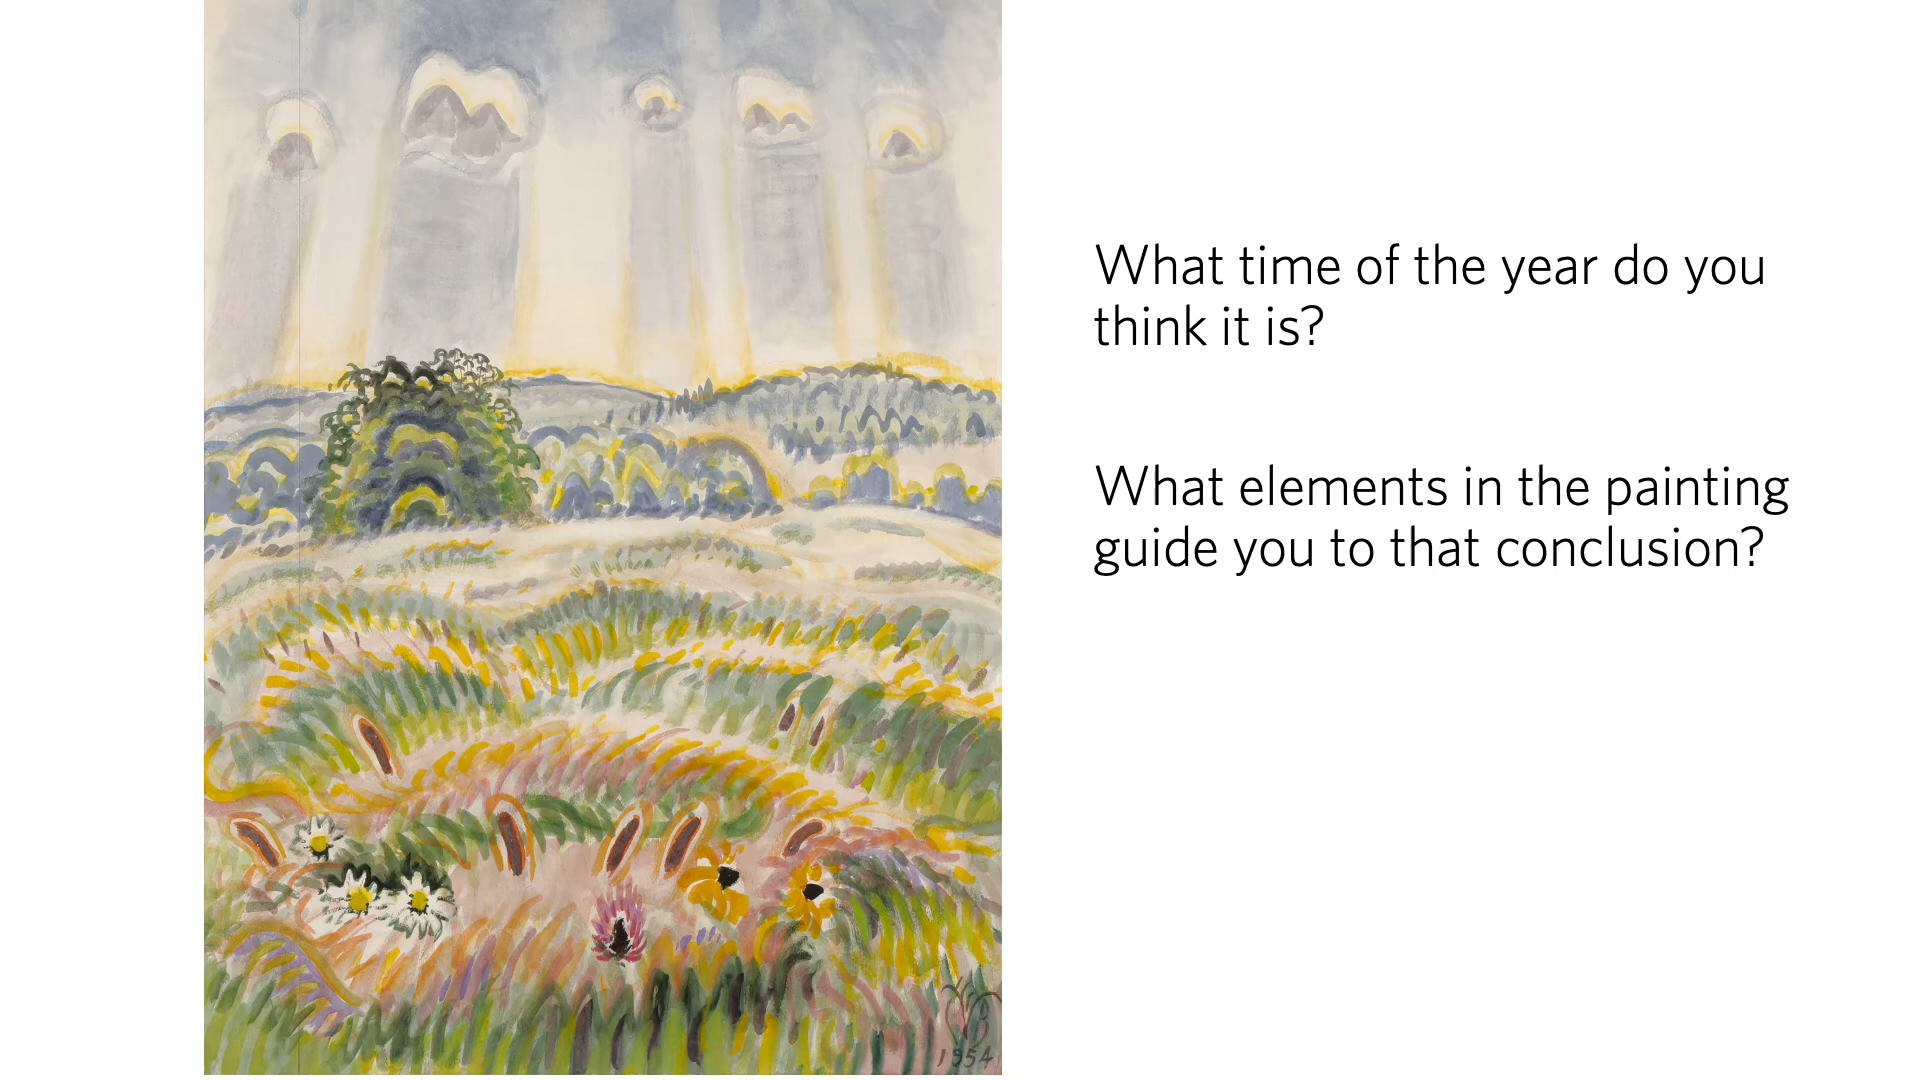 What time of the year do you
think it is?
What elements in the painting
guide you to that conclusion?
1954